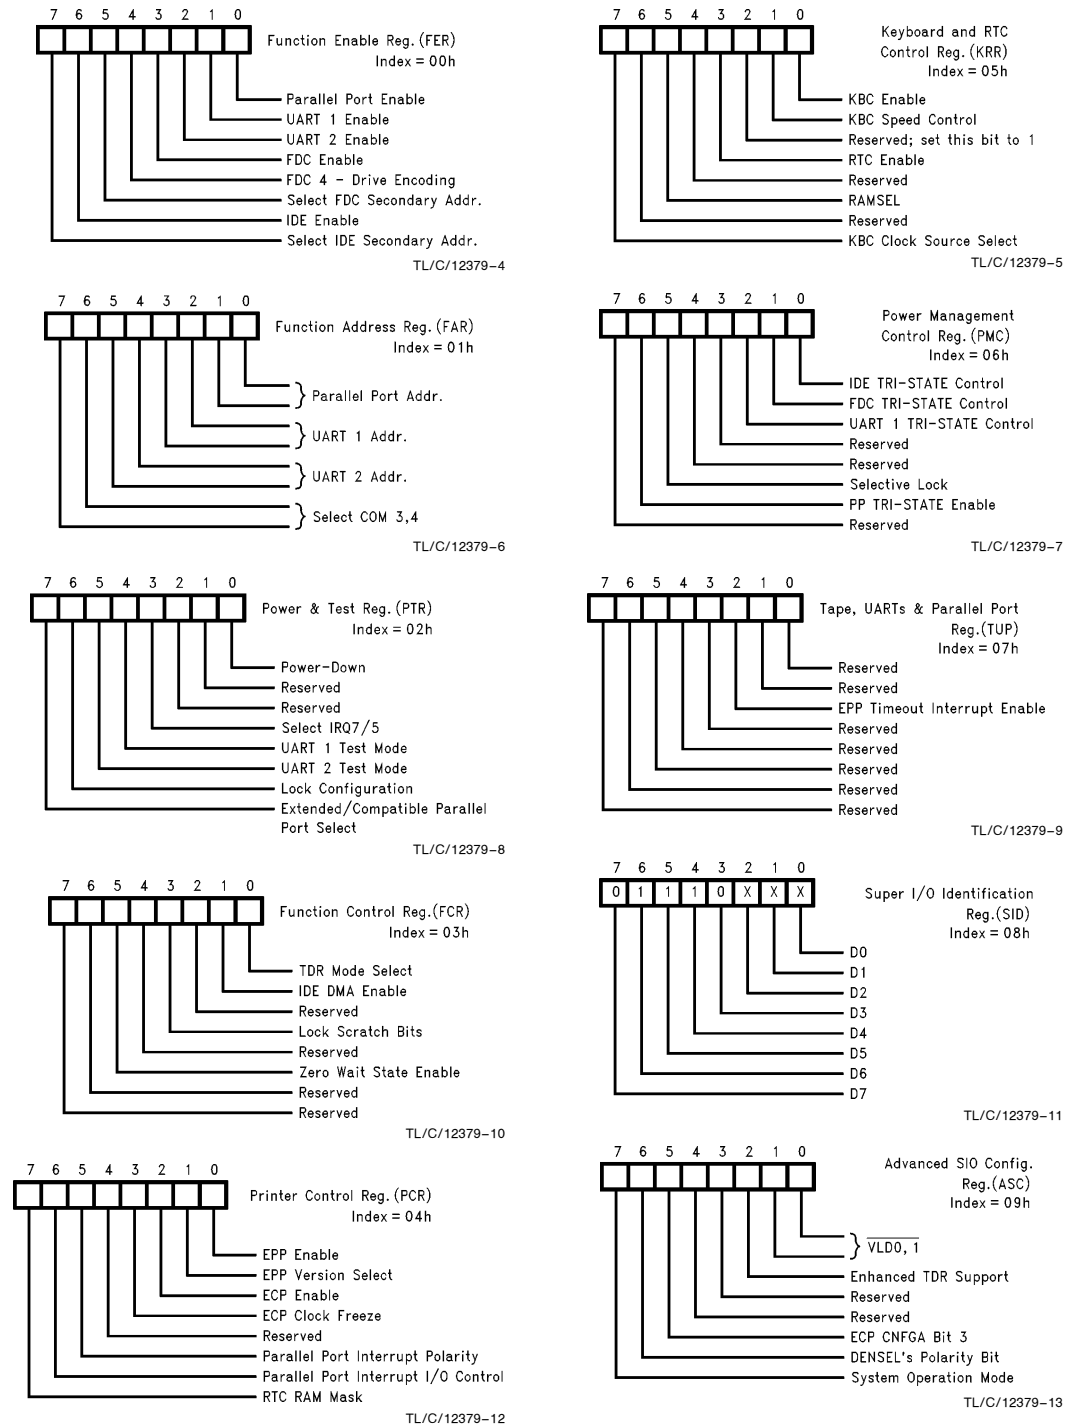 7 6 5 4 3 2 1 0
Function Enable Reg. (FER)
Index = 00h
Parallel Port Enable
UART 1 Enable
UART 2 Enable
FDC Enable
FDC 4 – Drive Encoding
Select FDC Secondary Addr.
IDE Enable
Select IDE Secondary Addr.
TL/C/12379–4
7 6 5 4 3 2 1 0
Keyboard and RTC
Control Reg. (KRR)
Index = 05h
KBC Enable
KBC Speed Control
Reserved; set this bit to 1
RTC Enable
Reserved
RAMSEL
Reserved
KBC Clock Source Select
TL/C/12379–5
7 6 5 4 3 2 1 0
Function Address Reg. (FAR)
Index = 01h
Parallel Port Addr.
UART 1 Addr.
UART 2 Addr.
Select COM 3,4
TL/C/12379–6
7 6 5 4 3 2 1 0
Power Management
Control Reg. (PMC)
Index = 06h
IDE TRI-STATE Control
FDC TRI-STATE Control
UART 1 TRI-STATE Control
Reserved
Reserved
Selective Lock
PP TRI-STATE Enable
Reserved
TL/C/12379–7
7 6 5 4 3 2 1 0
Power & Test Reg. (PTR)
Index = 02h
Power-Down
Reserved
Reserved
Select IRQ7/5
UART 1 Test Mode
UART 2 Test Mode
Lock Configuration
Extended/Compatible Parallel
Port Select
TL/C/12379–8
7 6 5 4 3 2 1 0
Tape, UARTs & Parallel Port
Reg.(TUP)
Index = 07h
Reserved
Reserved
EPP Timeout Interrupt Enable
Reserved
Reserved
Reserved
Reserved
Reserved
TL/C/12379–9
7 6 5 4 3 2 1 0
Function Control Reg.(FCR)
Index = 03h
TDR Mode Select
IDE DMA Enable
Reserved
Lock Scratch Bits
Reserved
Zero Wait State Enable
Reserved
Reserved
TL/C/12379–10
7 6 5 4 3 2 1 0
0 1 1 1 0 X X X
Super I/O Identification
Reg.(SID)
Index = 08h
D0
D1
D2
D3
D4
D5
D6
D7
TL/C/12379–11
7 6 5 4 3 2 1 0
Printer Control Reg. (PCR)
Index = 04h
EPP Enable
EPP Version Select
ECP Enable
ECP Clock Freeze
Reserved
Parallel Port Interrupt Polarity
Parallel Port Interrupt I/O Control
RTC RAM Mask
TL/C/12379–12
7 6 5 4 3 2 1 0
Advanced SIO Config.
Reg.(ASC)
Index = 09h
VLD0, 1
Enhanced TDR Support
Reserved
Reserved
ECP CNFGA Bit 3
DENSEL's Polarity Bit
System Operation Mode
TL/C/12379–13